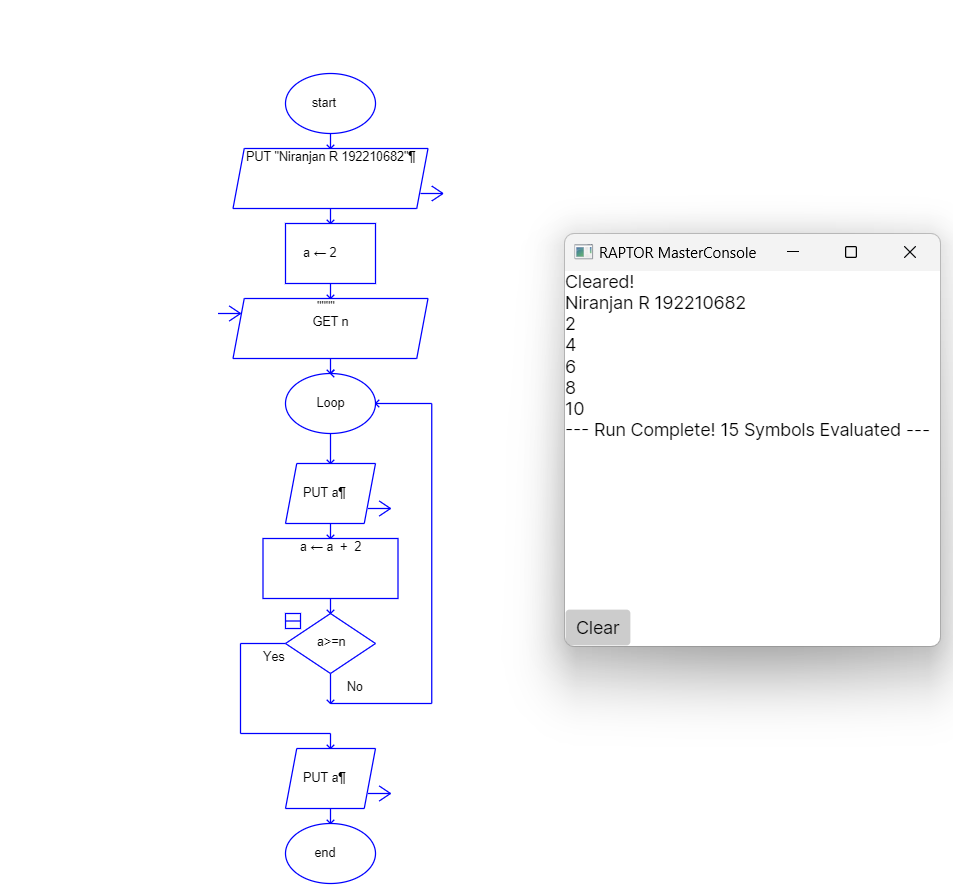 start
PUT "Niranjan R 192210682"¶
a ← 2
""""
GET n
Loop
PUT a¶
a ← a + 2
a>=n
Yes
No
PUT a¶
end
RAPTOR MasterConsole
Cleared!
Niranjan R 192210682
2
4
6
8
10
--- Run Complete! 15 Symbols Evaluated ---
Clear